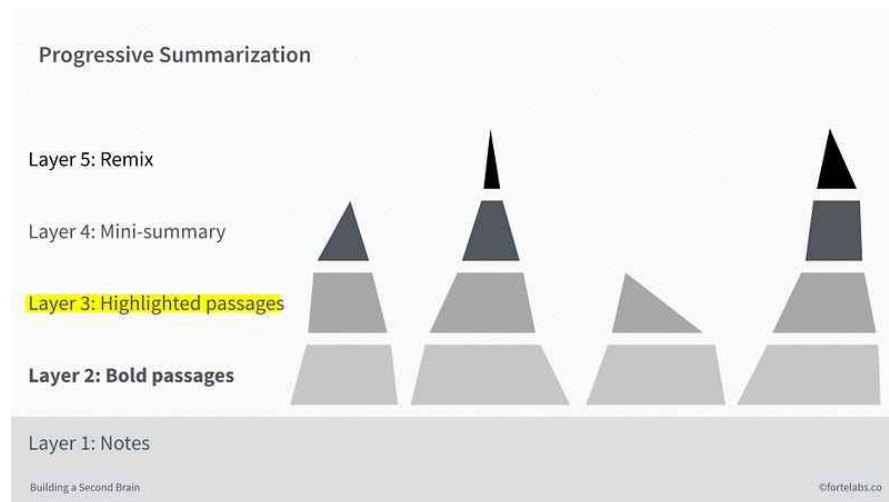 Progressive Summarization
Layer 5: Remix
Layer 4: Mini-summary
Layer 3: Highlighted passages
Layer 2: Bold passages
Layer 1: Notes
Building a Second Brain
©fortelabs.co